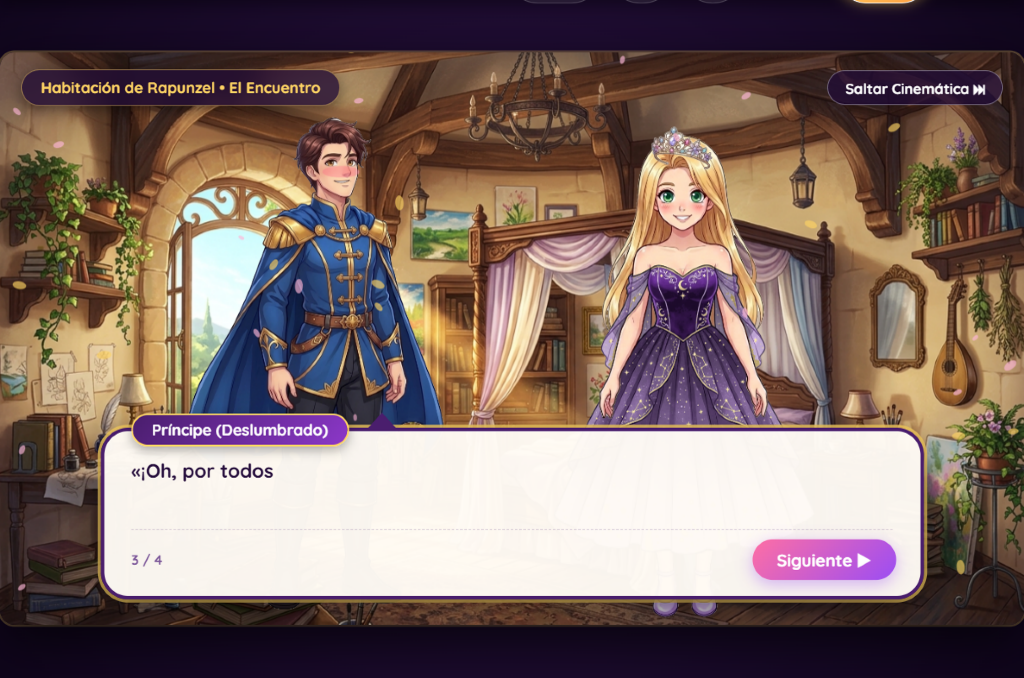 Habitación de Rapunzel • El Encuentro
Saltar Cinemática ⏭
Príncipe (Deslumbrado)
«¡Oh, por todos
3 / 4
Siguiente ▶